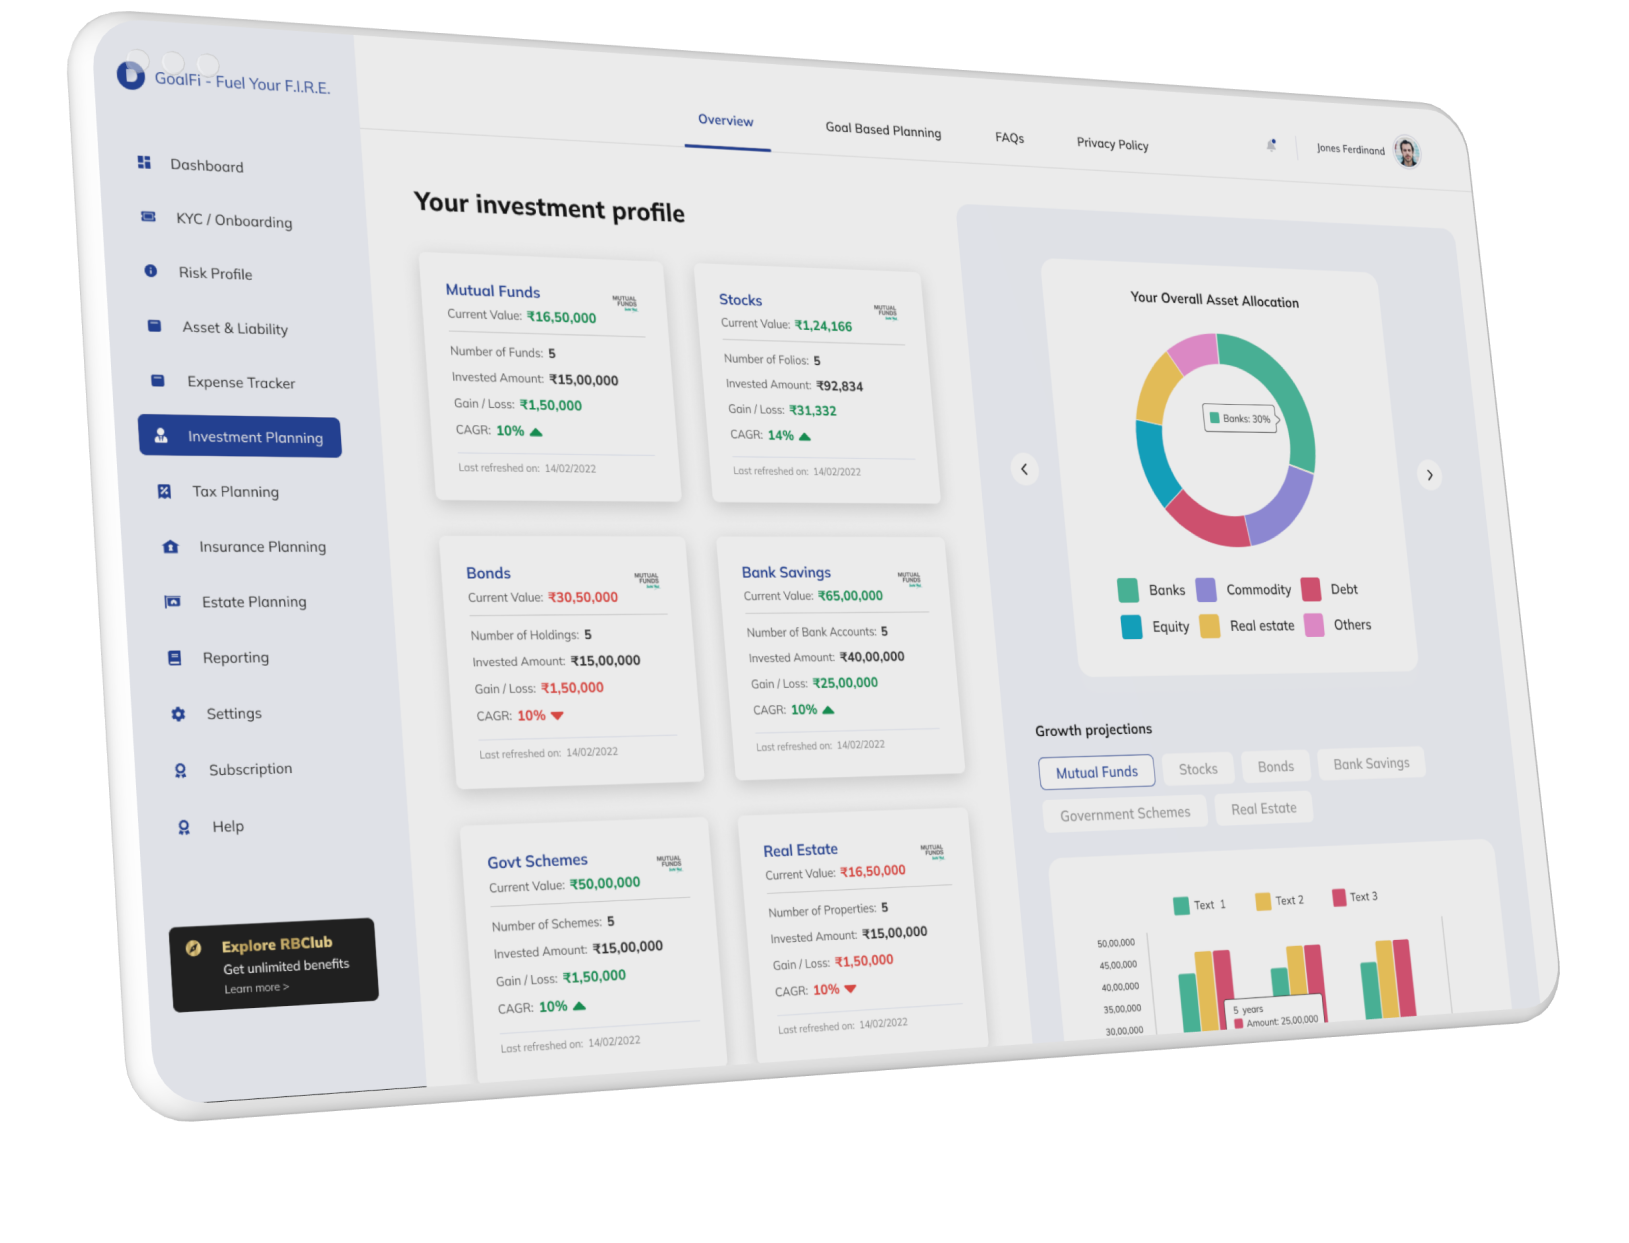 GoalFi - Fuel Your F.I.R.E.
Dashboard
KYC / Onboarding
Risk Profile
Asset & Liability
Expense Tracker
Investment Planning
Tax Planning
Insurance Planning
Estate Planning
Reporting
Settings
Subscription
Help
Explore RBClub
Get unlimited benefits
Learn more >
Overview
Goal Based Planning
FAQs
Privacy Policy
Jones Ferdinand
Your investment profile
Mutual Funds
MUTUAL
FUNDS
Current Value: ₹16,50,000
Number of Funds: 5
Invested Amount: ₹15,00,000
Gain / Loss: ₹1,50,000
CAGR: 10%
Last refreshed on: 14/02/2022
Stocks
MUTUAL
FUNDS
Current Value: ₹1,24,166
Number of Folios: 5
Invested Amount: ₹92,834
Gain / Loss: ₹31,332
CAGR: 14%
Last refreshed on: 14/02/2022
Bonds
MUTUAL
FUNDS
Current Value: ₹30,50,000
Number of Holdings: 5
Invested Amount: ₹15,00,000
Gain / Loss: ₹1,50,000
CAGR: 10%
Last refreshed on: 14/02/2022
Bank Savings
MUTUAL
FUNDS
Current Value: ₹65,00,000
Number of Bank Accounts: 5
Invested Amount: ₹40,00,000
Gain / Loss: ₹25,00,000
CAGR: 10%
Last refreshed on: 14/02/2022
Govt Schemes
MUTUAL
FUNDS
Current Value: ₹50,00,000
Number of Schemes: 5
Invested Amount: ₹15,00,000
Gain / Loss: ₹1,50,000
CAGR: 10%
Last refreshed on: 14/02/2022
Real Estate
MUTUAL
FUNDS
Current Value: ₹16,50,000
Number of Properties: 5
Invested Amount: ₹15,00,000
Gain / Loss: ₹1,50,000
CAGR: 10%
Last refreshed on: 14/02/2022
Your Overall Asset Allocation
Banks: 30%
Banks
Commodity
Debt
Equity
Real estate
Others
Growth projections
Mutual Funds
Stocks
Bonds
Bank Savings
Government Schemes
Real Estate
Text 1
Text 2
Text 3
50,00,000
45,00,000
40,00,000
35,00,000
30,00,000
5 years
Amount: 25,00,000